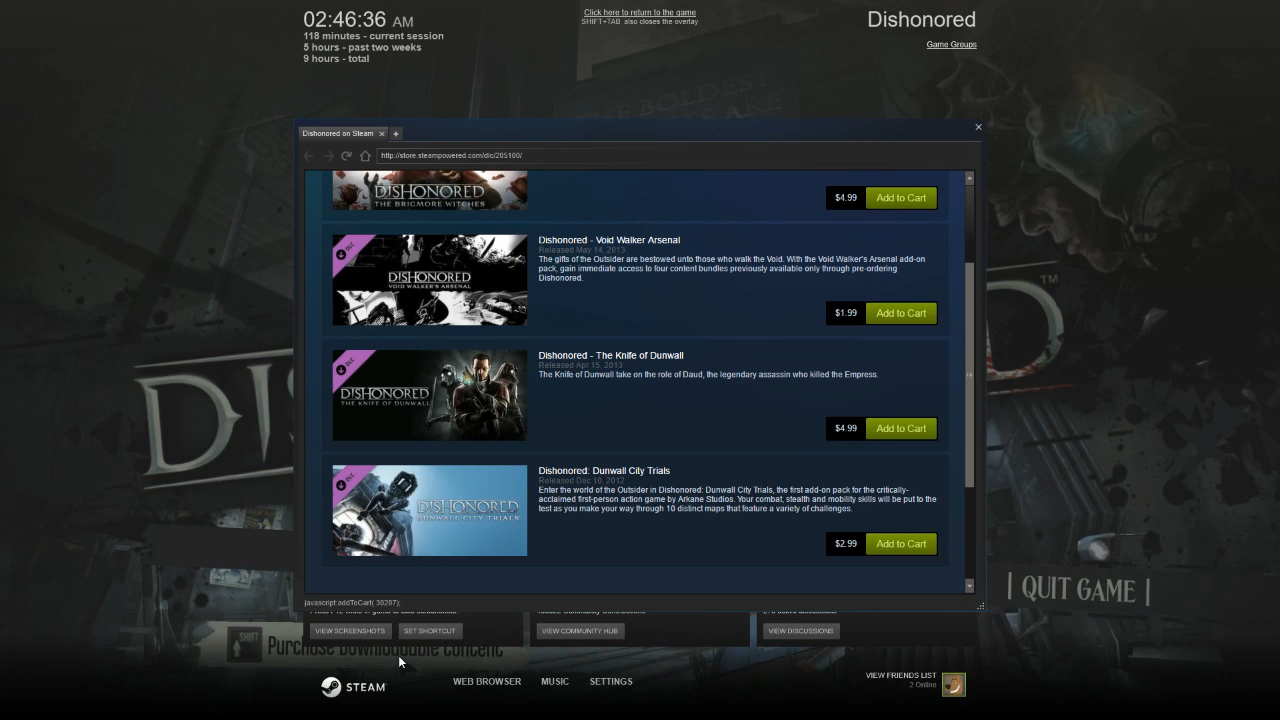 02:46:36 AM
118 minutes - current session
5 hours - past two weeks
9 hours - total
Click here to return to the game
SHIFT+TAB also closes the overlay
Dishonored
Game Groups
THE BOLDEST
Dishonored on Steam
http://store.steampowered.com/dlc/205100/
DISHONORED
THE BRIGMORE WITCHES
$4.99 Add to Cart
DLC
DISHONORED
VOID WALKER'S ARSENAL
Dishonored - Void Walker Arsenal
Released May 14, 2013
The gifts of the Outsider are bestowed unto those who walk the Void. With the Void Walker's Arsenal add-on
pack, gain immediate access to four content bundles previously available only through pre-ordering
Dishonored.
$1.99 Add to Cart
DLC
DISHONORED
THE KNIFE OF DUNWALL
Dishonored - The Knife of Dunwall
Released Apr 15, 2013
The Knife of Dunwall take on the role of Daud, the legendary assassin who killed the Empress.
$4.99 Add to Cart
DLC
DISHONORED
DUNWALL CITY TRIALS
Dishonored: Dunwall City Trials
Released Dec 10, 2012
Enter the world of the Outsider in Dishonored: Dunwall City Trials, the first add-on pack for the critically-
acclaimed first-person action game by Arkane Studios. Your combat, stealth and mobility skills will be put to the
test as you make your way through 10 distinct maps that feature a variety of challenges.
$2.99 Add to Cart
TM
javascript:addToCart( 30207);
VIEW SCREENSHOTS SET SHORTCUT VIEW COMMUNITY HUB VIEW DISCUSSIONS
| QUIT GAME |
SHIFT Purchase Downloadable Content
STEAM WEB BROWSER MUSIC SETTINGS
VIEW FRIENDS LIST
2 Online